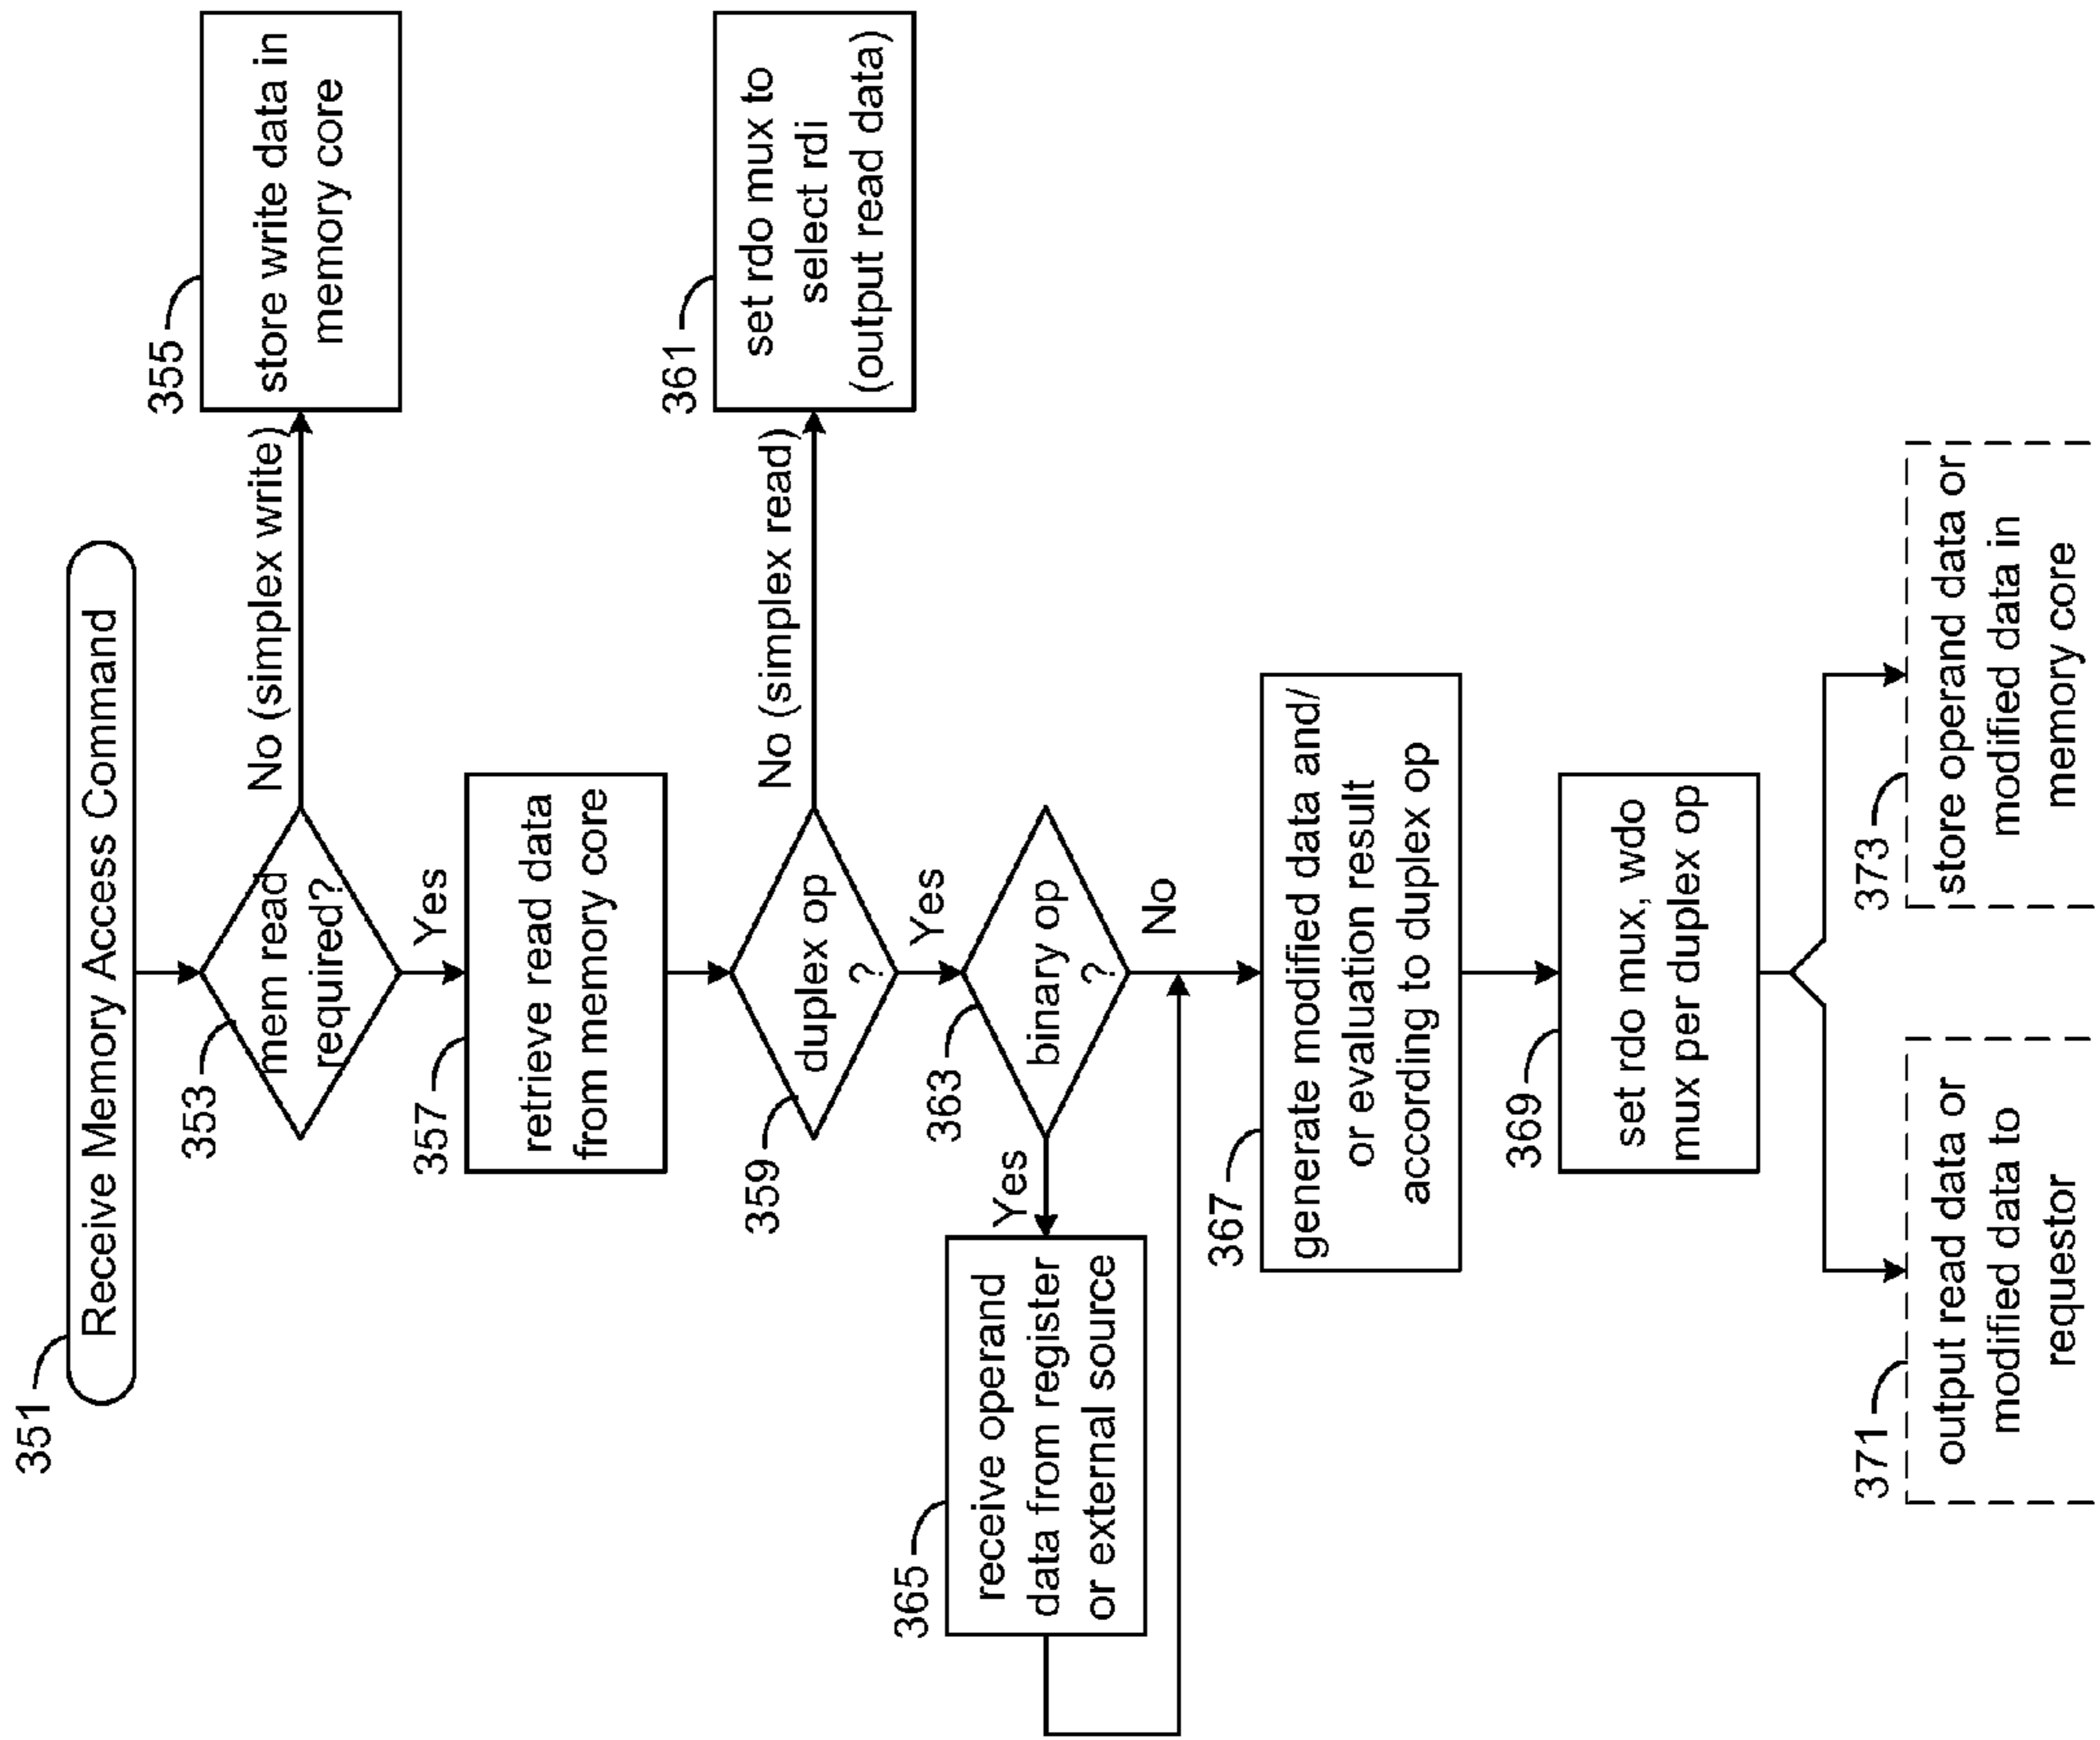 351
Receive Memory Access Command
353
mem read
required?
No (simplex write)
355
store write data in
memory core
Yes
357
retrieve read data
from memory core
359
duplex op
?
No (simplex read)
361
set rdo mux to
select rdi
(output read data)
Yes
363
binary op
?
Yes
365
receive operand
data from register
or external source
No
367
generate modified data and/
or evaluation result
according to duplex op
369
set rdo mux, wdo
mux per duplex op
371
output read data or
modified data to
requestor
373
store operand data or
modified data in
memory core